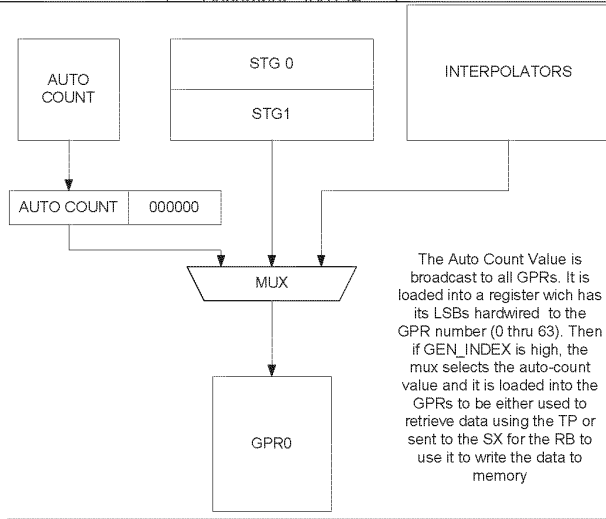 AUTO
COUNT
STG 0
STG1
INTERPOLATORS
AUTO COUNT
000000
MUX
GPR0
The Auto Count Value is
broadcast to all GPRs. It is
loaded into a register wich has
its LSBs hardwired to the
GPR number (0 thru 63). Then
if GEN_INDEX is high, the
mux selects the auto-count
value and it is loaded into the
GPRs to be either used to
retrieve data using the TP or
sent to the SX for the RB to
use it to write the data to
memory